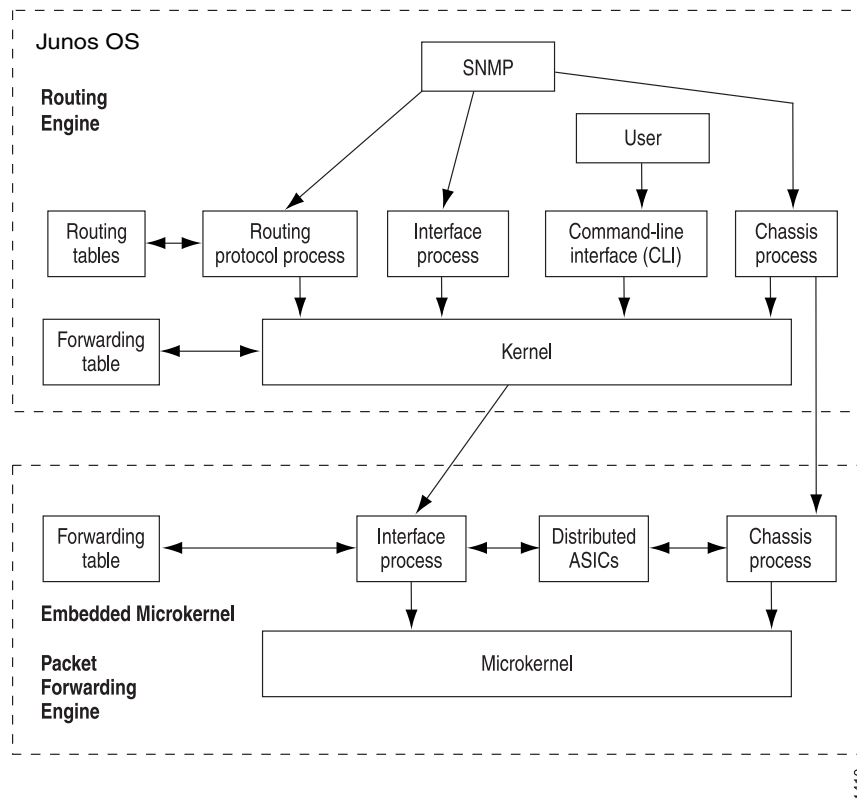 Junos OS
Routing
Engine
SNMP
User
Routing
tables
Routing
protocol process
Interface
process
Command-line
interface (CLI)
Chassis
process
Forwarding
table
Kernel
Forwarding
table
Interface
process
Distributed
ASICs
Chassis
process
Embedded Microkernel
Microkernel
Packet
Forwarding
Engine